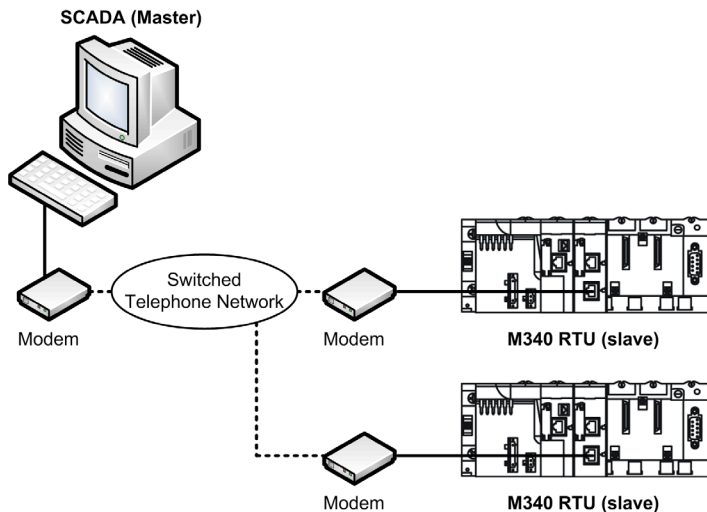 SCADA (Master)
Switched
Telephone Network
Modem
Modem
M340 RTU (slave)
Modem
M340 RTU (slave)